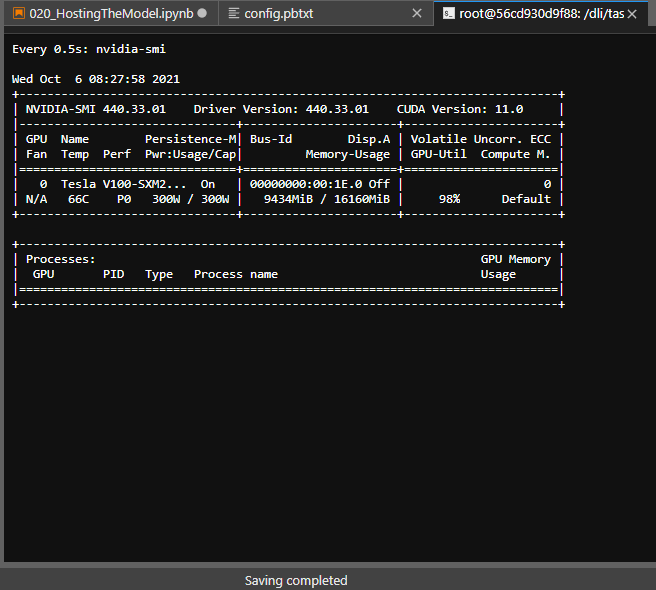 020_HostingTheModel.ipynb config.pbtxt root@56cd930d9f88: /dli/tas
Every 0.5s: nvidia-smi
Wed Oct  6 08:27:58 2021
+-----------------------------------------------------------------------------+
| NVIDIA-SMI 440.33.01    Driver Version: 440.33.01    CUDA Version: 11.0     |
|-------------------------------+----------------------+----------------------+
| GPU  Name        Persistence-M| Bus-Id        Disp.A | Volatile Uncorr. ECC |
| Fan  Temp  Perf  Pwr:Usage/Cap|         Memory-Usage | GPU-Util  Compute M. |
|===============================+======================+======================|
|   0  Tesla V100-SXM2...  On   | 00000000:00:1E.0 Off |                    0 |
| N/A   66C    P0   300W / 300W |   9434MiB / 16160MiB |     98%      Default |
+-------------------------------+----------------------+----------------------+
+-----------------------------------------------------------------------------+
| Processes:                                                       GPU Memory |
|  GPU       PID   Type   Process name                             Usage      |
|=============================================================================|
+-----------------------------------------------------------------------------+
Saving completed